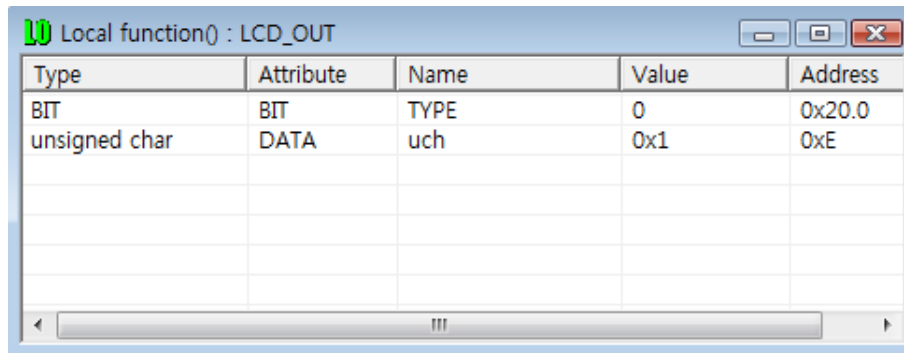 LO Local function() : LCD_OUT
Type Attribute Name Value Address
BIT BIT TYPE 0 0x20.0
unsigned char DATA uch 0x1 0xE